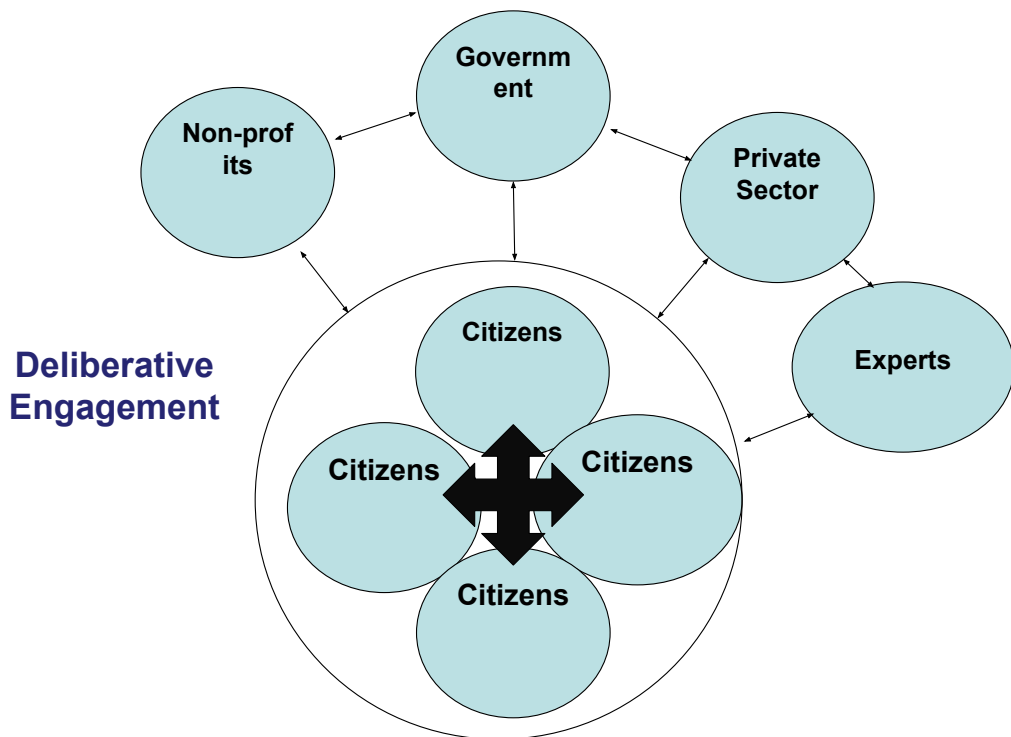 Governm
ent
Non-prof
its
Private
Sector
Citizens
Experts
Deliberative
Engagement
Citizens
Citizens
Citizens